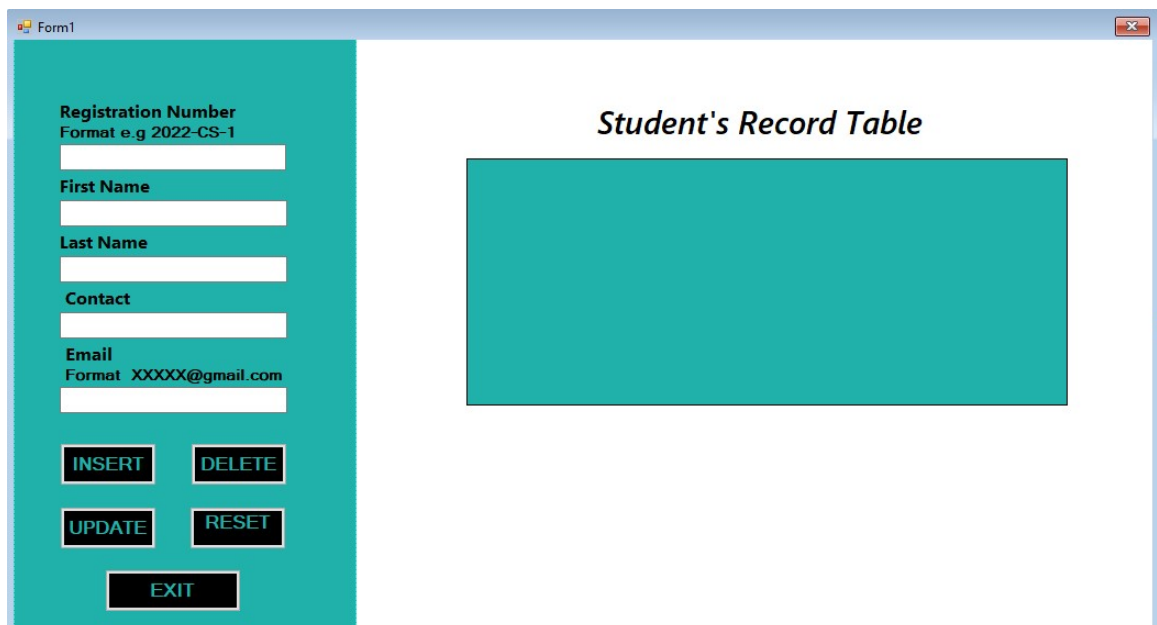 Form1
Registration Number
Format e.g 2022-CS-1
First Name
Last Name
Contact
Email
Format XXXXX@gmail.com
INSERT DELETE
UPDATE RESET
EXIT
Student's Record Table